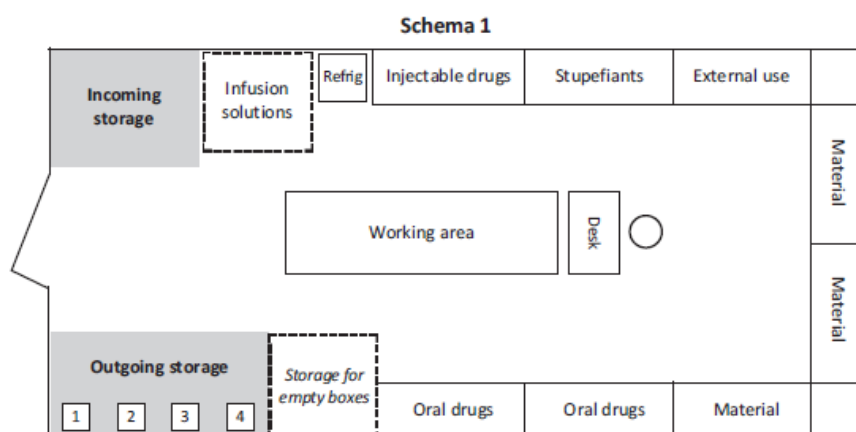 Schema 1
Incoming
storage
Infusion
solutions
Refrig
Injectable drugs
Stupefiants
External use
Material
Working area
Desk
Material
Outgoing storage
1
2
3
4
Storage for
empty boxes
Oral drugs
Oral drugs
Material